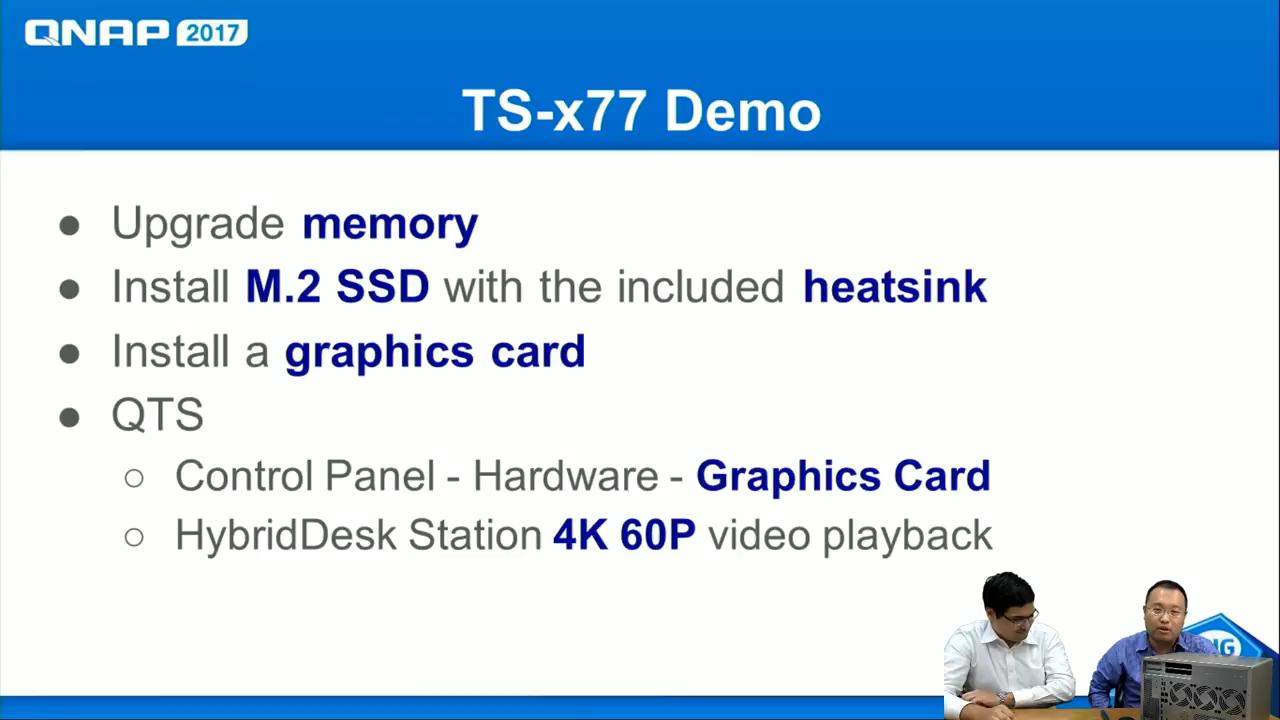 QNAP 2017
TS-x77 Demo
● Upgrade memory
● Install M.2 SSD with the included heatsink
● Install a graphics card
● QTS
○ Control Panel - Hardware - Graphics Card
○ HybridDesk Station 4K 60P video playback